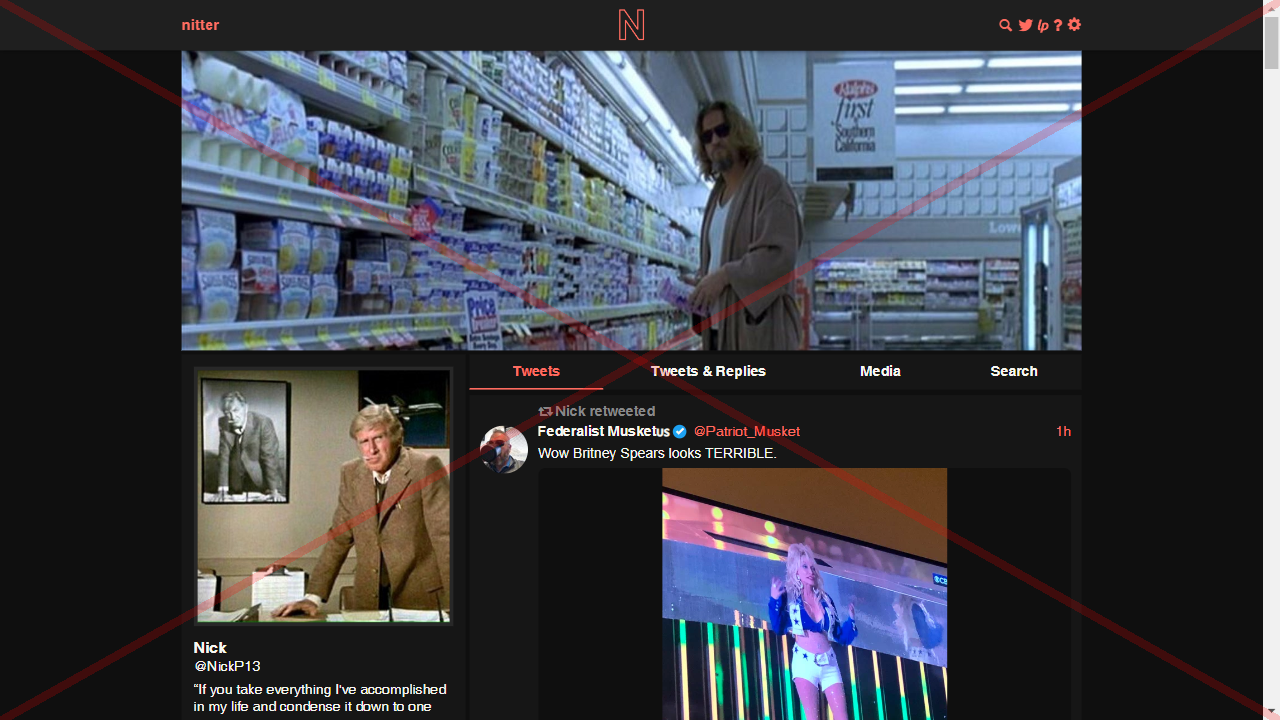 nitter
N
lp ?
Ralphs
first
in
Southern
California
Price
Tweets
Tweets & Replies
Media
Search
Nick retweeted
Federalist Musketus @Patriot_Musket 1h
Wow Britney Spears looks TERRIBLE.
Nick
@NickP13
“If you take everything I've accomplished
in my life and condense it down to one